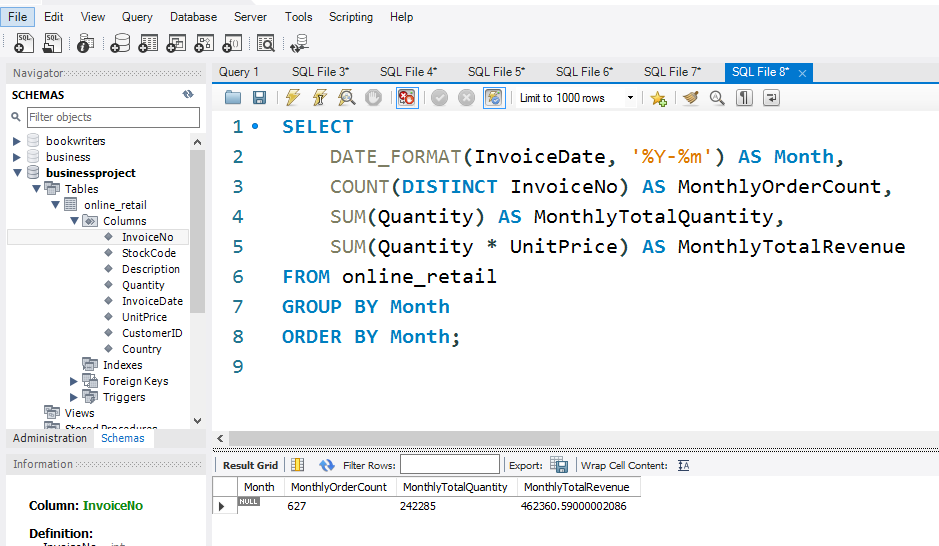 File Edit View Query Database Server Tools Scripting Help
Navigator
SCHEMAS
Filter objects
bookwriters
business
businessproject
Tables
online_retail
Columns
InvoiceNo
StockCode
Description
Quantity
InvoiceDate
UnitPrice
CustomerID
Country
Indexes
Foreign Keys
Triggers
Views
Stored Procedures
Administration Schemas
Information
Column: InvoiceNo
Definition:
InvoiceNo int
Query 1 SQL File 3* SQL File 4* SQL File 5* SQL File 6* SQL File 7* SQL File 8*
Limit to 1000 rows
1 SELECT
2 DATE_FORMAT(InvoiceDate, '%Y-%m') AS Month,
3 COUNT(DISTINCT InvoiceNo) AS MonthlyOrderCount,
4 SUM(Quantity) AS MonthlyTotalQuantity,
5 SUM(Quantity * UnitPrice) AS MonthlyTotalRevenue
6 FROM online_retail
7 GROUP BY Month
8 ORDER BY Month;
9
Result Grid Filter Rows: Export: Wrap Cell Content:
Month MonthlyOrderCount MonthlyTotalQuantity MonthlyTotalRevenue
NULL 627 242285 462360.59000002086